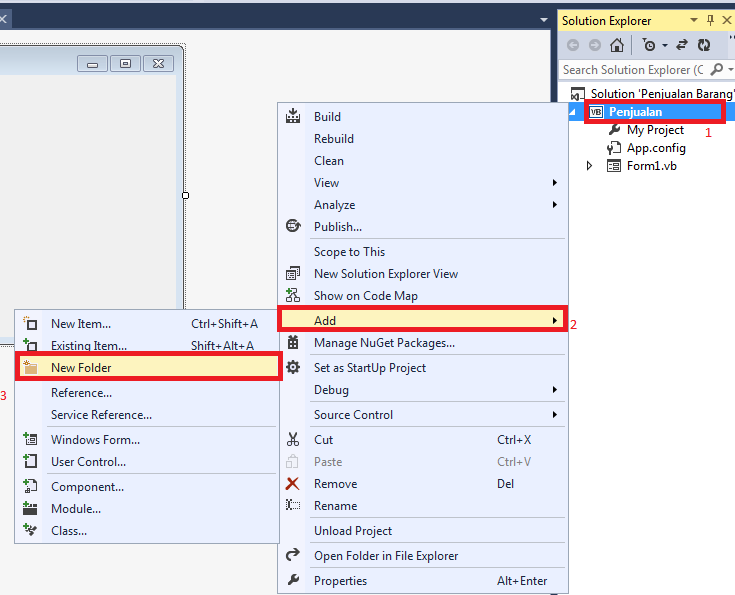 Solution Explorer
Search Solution Explorer (C
Solution 'Penjualan Barang'
VB Penjualan
1
My Project
App.config
Form1.vb
Build
Rebuild
Clean
View
Analyze
Publish...
Scope to This
New Solution Explorer View
Show on Code Map
Add
2
Manage NuGet Packages...
Set as StartUp Project
Debug
Source Control
Cut Ctrl+X
Paste Ctrl+V
Remove Del
Rename
Unload Project
Open Folder in File Explorer
Properties Alt+Enter
New Item... Ctrl+Shift+A
Existing Item... Shift+Alt+A
New Folder
3
Reference...
Service Reference...
Windows Form...
User Control...
Component...
Module...
Class...